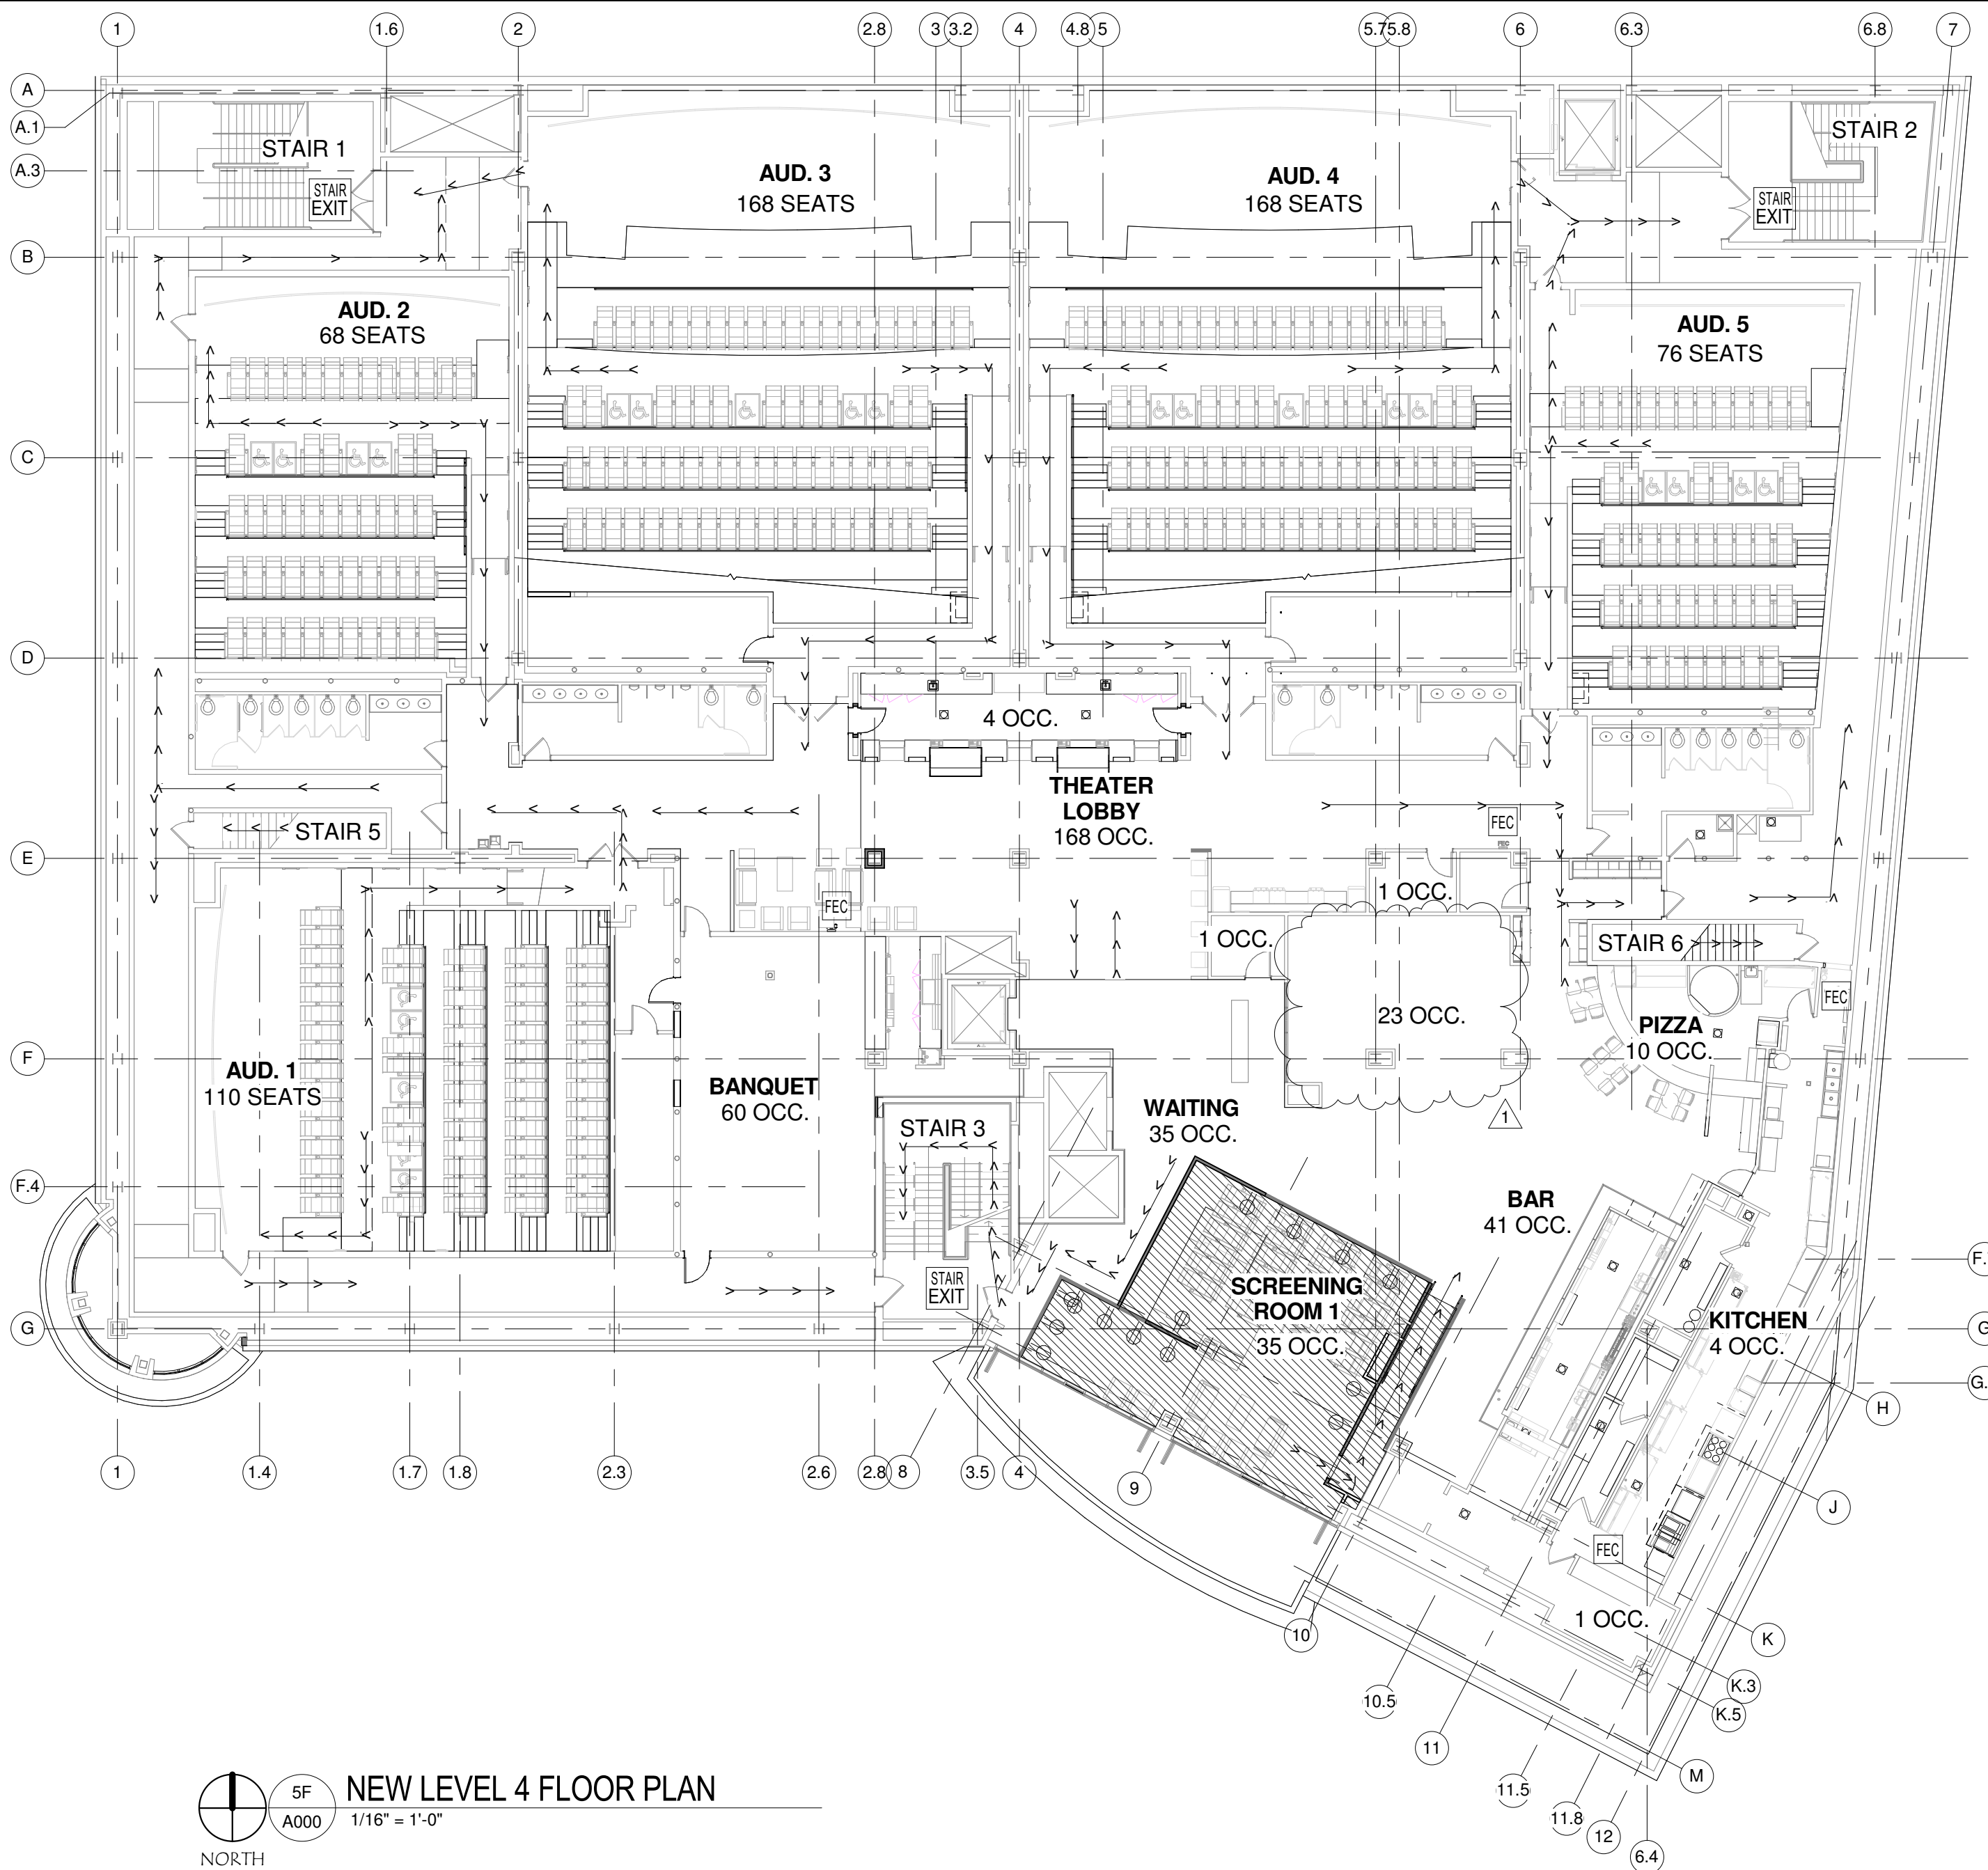 1 1.6 2 2.8 3 3.2 4 4.8 5 5.7 5.8 6 6.3 6.8 7
A
A.1
STAIR 1
STAIR 2
A.3
AUD. 3
168 SEATS
AUD. 4
168 SEATS
STAIR
EXIT
STAIR
EXIT
B
AUD. 2
68 SEATS
AUD. 5
76 SEATS
C
D
4 OCC.
THEATER
LOBBY
168 OCC.
FEC
STAIR 5
E
FEC
FEC
1 OCC.
1 OCC.
STAIR 6
FEC
23 OCC.
PIZZA
10 OCC.
F
AUD. 1
110 SEATS
BANQUET
60 OCC.
WAITING
35 OCC.
1
STAIR 3
F.4
BAR
41 OCC.
F.
STAIR
EXIT
SCREENING
ROOM 1
35 OCC.
G
KITCHEN
4 OCC.
G
G.
H
1 1.4 1.7 1.8 2.3 2.6 2.8 8 3.5 4
9
J
FEC
1 OCC.
10
K
K.3
10.5
K.5
11
M
11.5
11.8
12
6.4
5F
A000
NEW LEVEL 4 FLOOR PLAN
1/16" = 1'-0"
NORTH